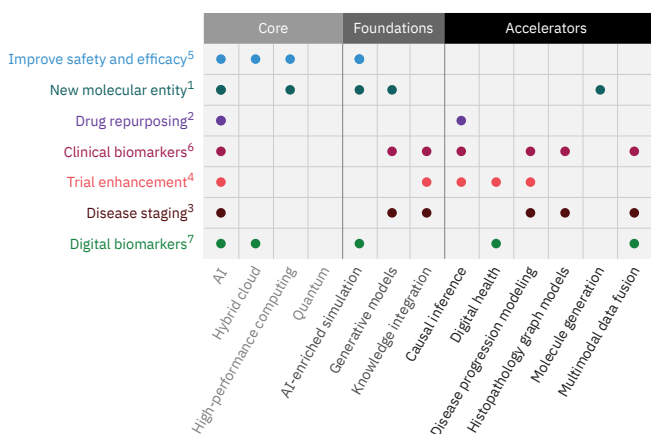 Core Foundations Accelerators
Improve safety and efficacy⁵
New molecular entity¹
Drug repurposing²
Clinical biomarkers⁶
Trial enhancement⁴
Disease staging³
Digital biomarkers⁷
AI
Hybrid cloud
High-performance computing
Quantum
AI-enriched simulation
Generative models
Knowledge integration
Causal inference
Digital health
Disease progression modeling
Histopathology graph models
Molecule generation
Multimodal data fusion